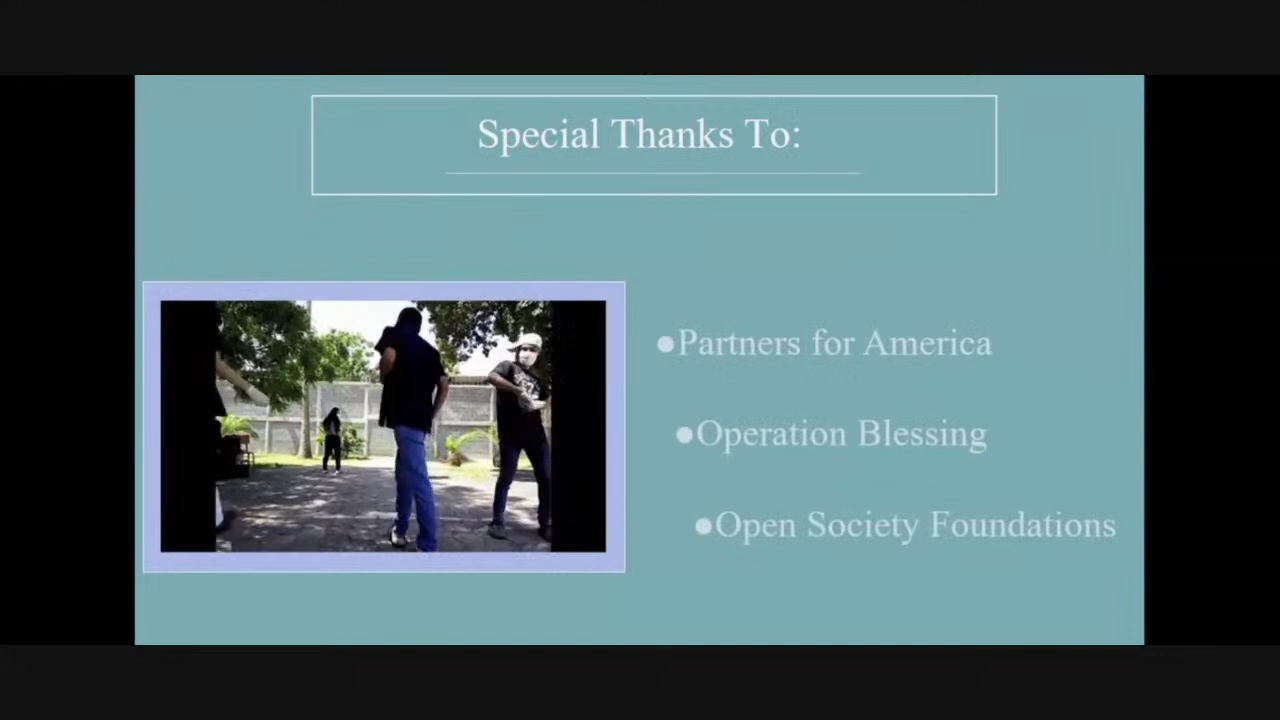 Special Thanks To:
●Partners for America
●Operation Blessing
●Open Society Foundations